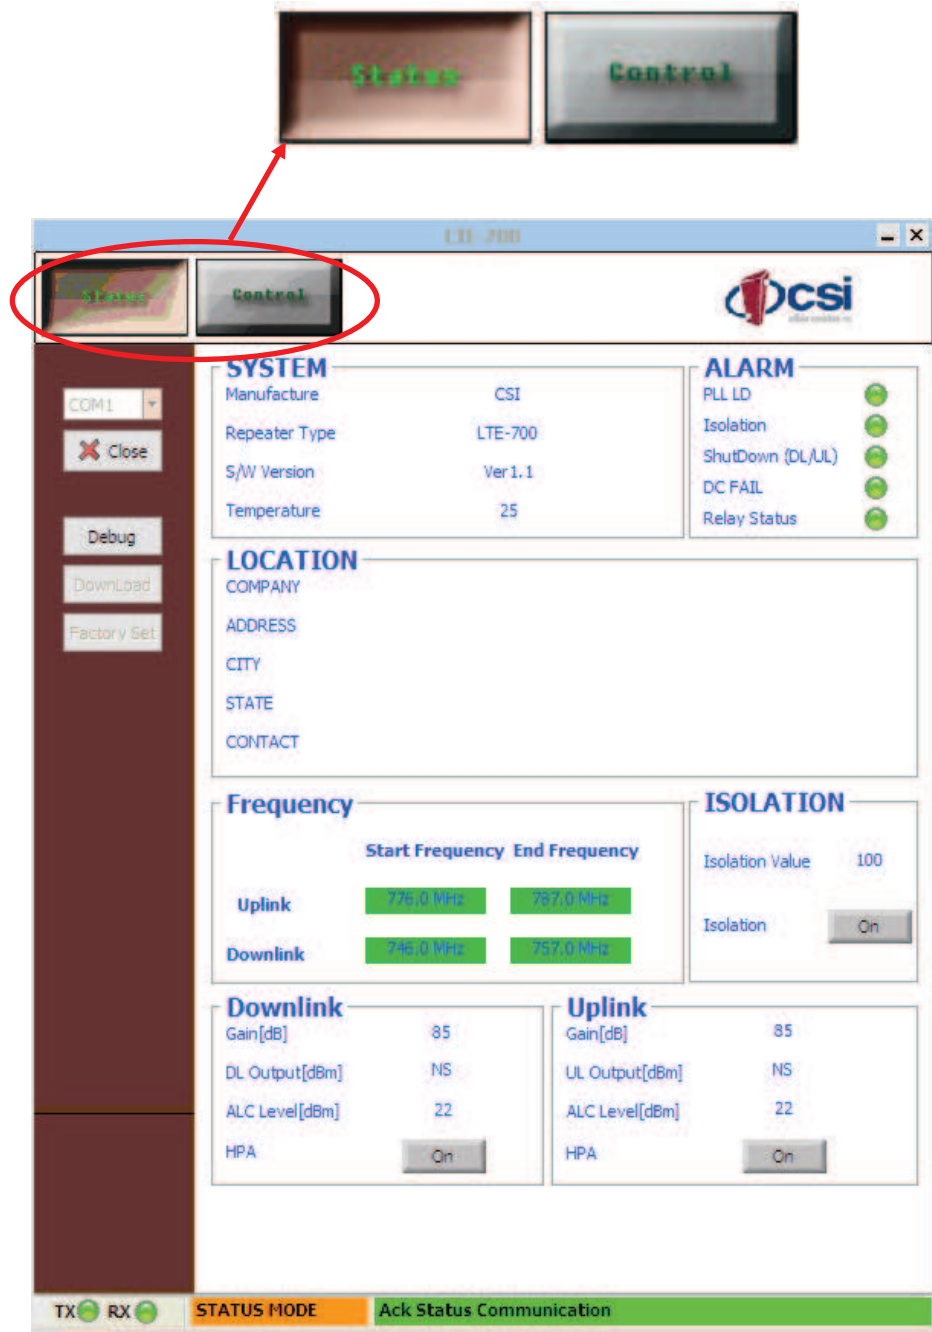 Status Control
LTE-700
Status Control
csi
COM1
Close
Debug
DownLoad
Factory Set
SYSTEM
Manufacture CSI
Repeater Type LTE-700
S/W Version Ver1.1
Temperature 25
ALARM
PLL LD
Isolation
ShutDown (DL/UL)
DC FAIL
Relay Status
LOCATION
COMPANY
ADDRESS
CITY
STATE
CONTACT
Frequency
Start Frequency End Frequency
Uplink 776.0 MHz 787.0 MHz
Downlink 746.0 MHz 757.0 MHz
ISOLATION
Isolation Value 100
Isolation On
Downlink
Gain[dB] 85
DL Output[dBm] NS
ALC Level[dBm] 22
HPA On
Uplink
Gain[dB] 85
UL Output[dBm] NS
ALC Level[dBm] 22
HPA On
TX RX STATUS MODE Ack Status Communication